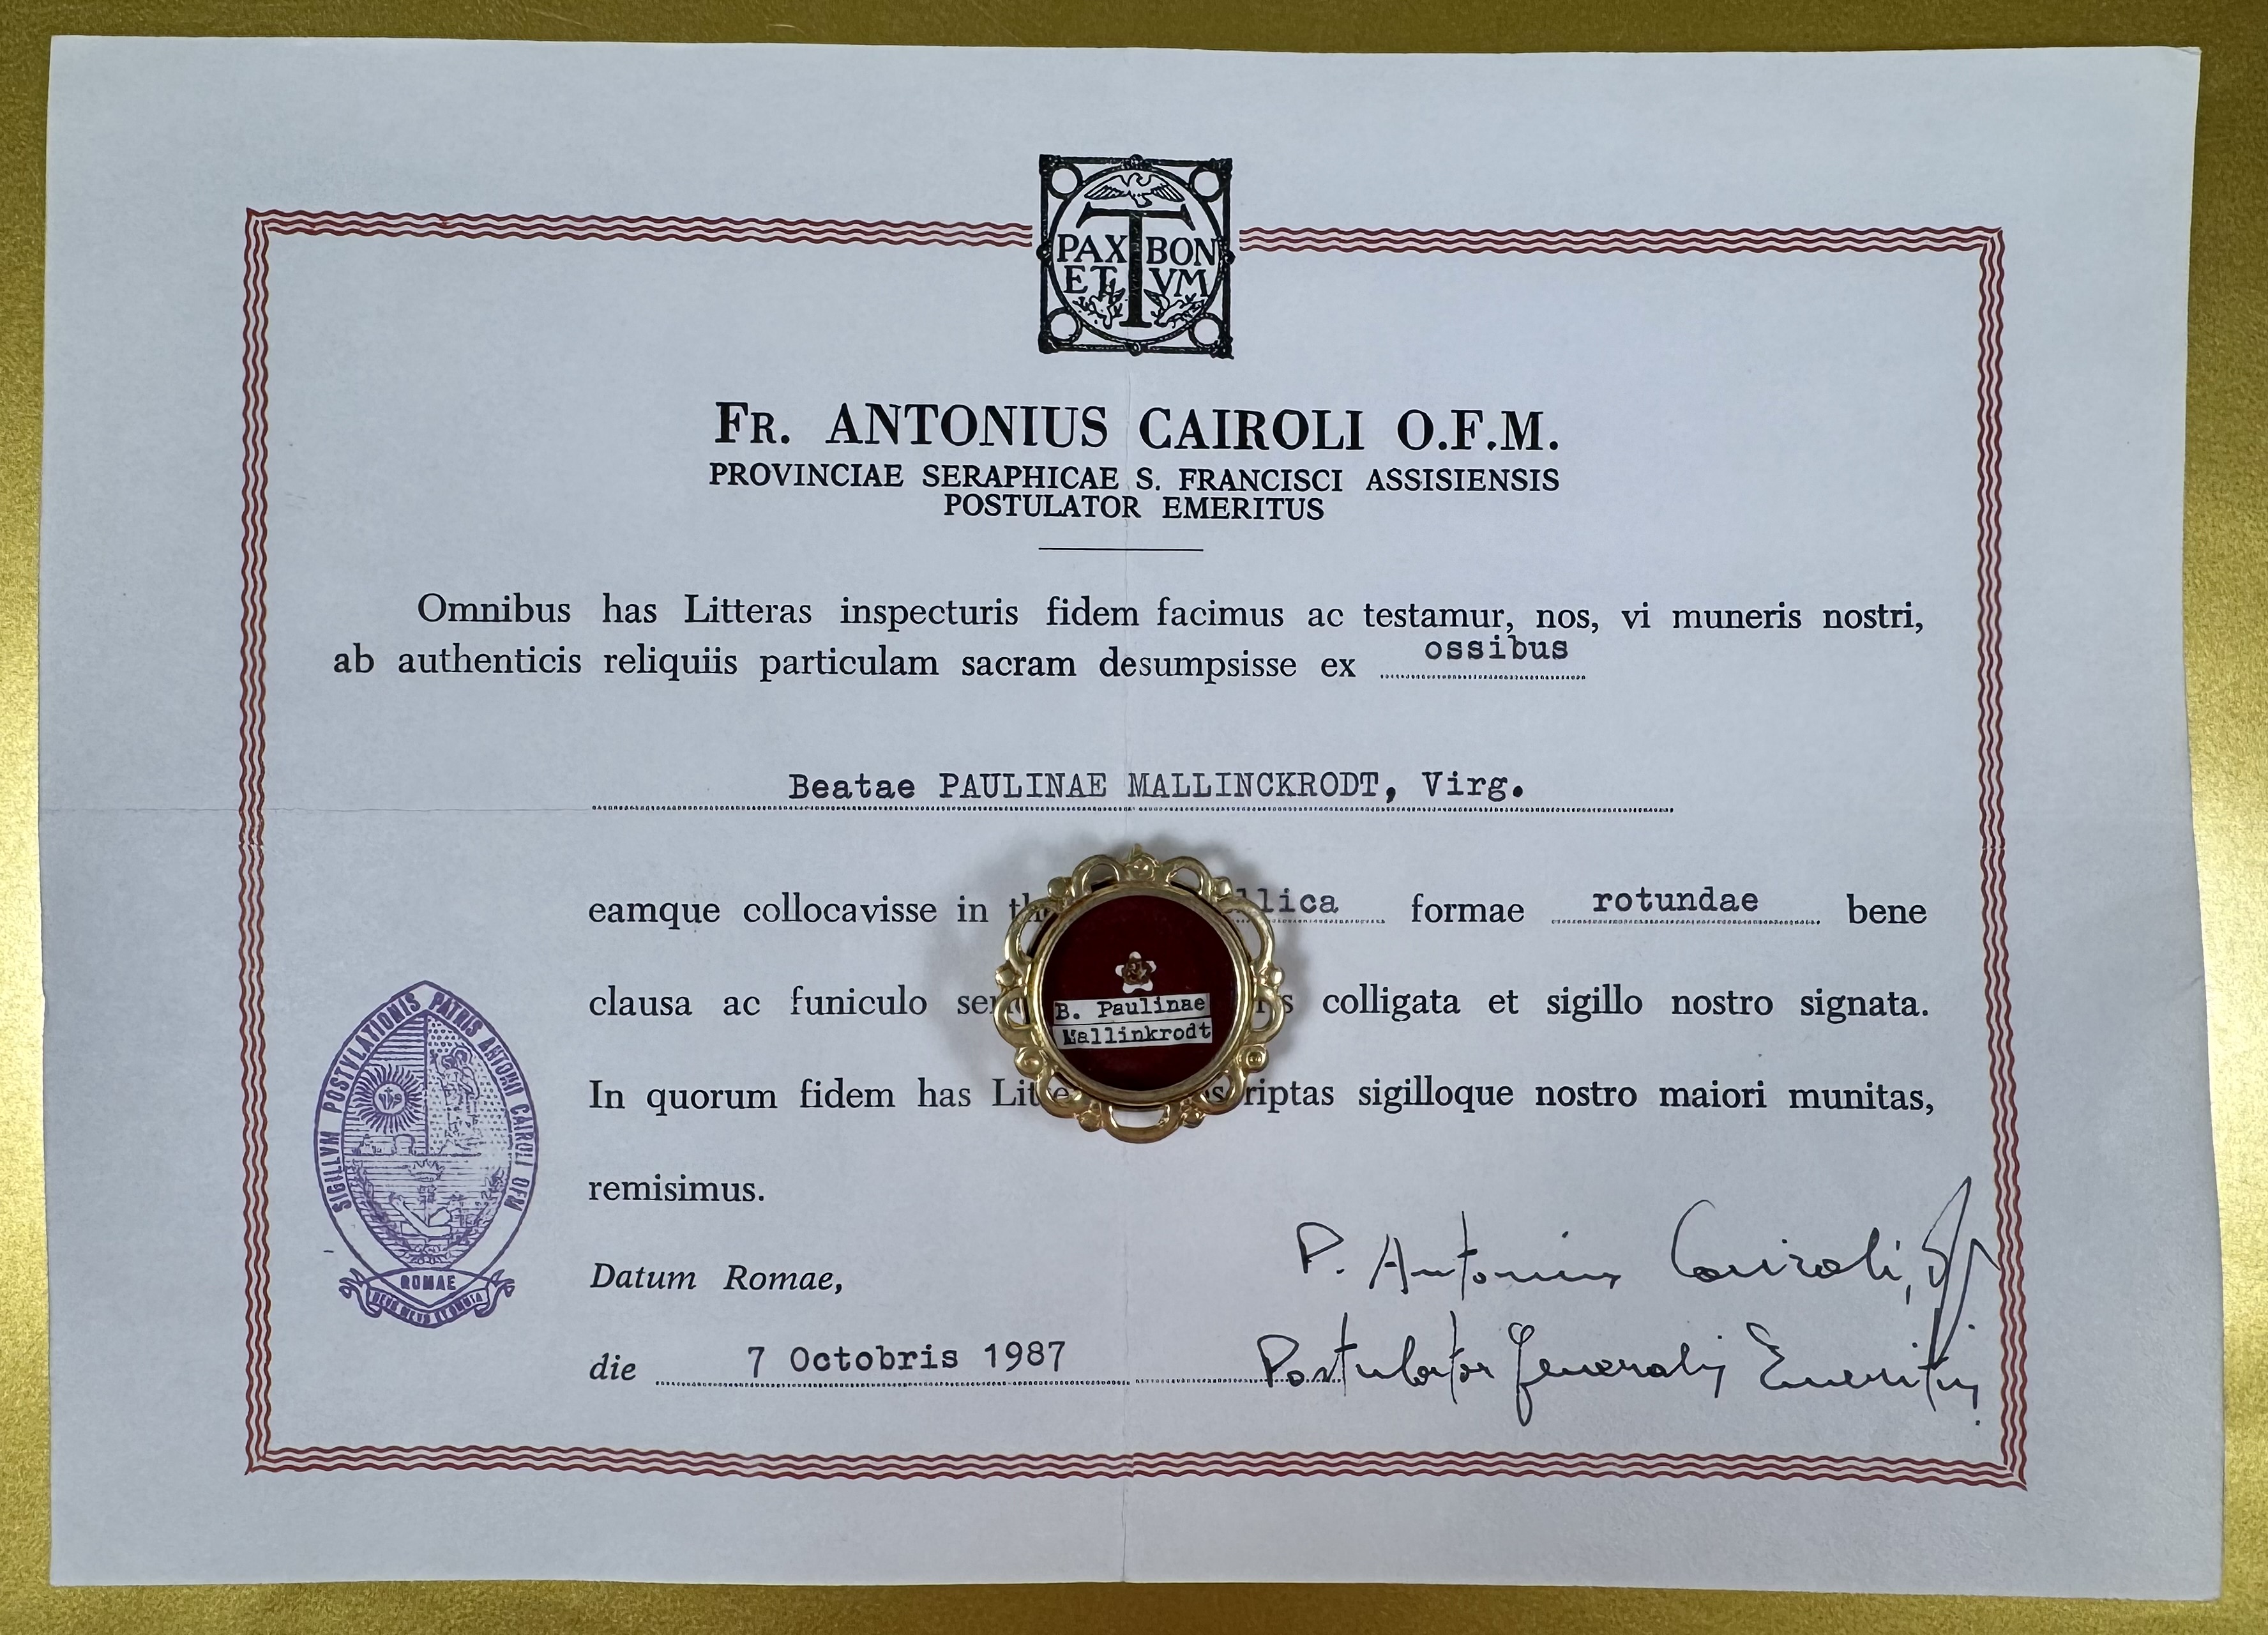 PAX ET BONVM
T
FR. ANTONIUS CAIROLI O.F.M.
PROVINCIAE SERAPHICAE S. FRANCISCI ASSISIENSIS
POSTULATOR EMERITUS
Omnibus has Litteras inspecturis fidem facimus ac testamur, nos, vi muneris nostri,
ab authenticis reliquiis particulam sacram desumpsisse ex ossibus
Beatae PAULINAE MALLINCKRODT, Virg.
eamque collocavisse in llica formae rotundae bene
clausa ac funiculo colligata et sigillo nostro signata.
B. Paulinae
Mallinkrodt
In quorum fidem has riptas sigilloque nostro maiori munitas,
remisimus.
SIGILLVM POSTVLATIONIS PATRIS ANTONII CAIROLI OFM
ROMAE
Datum Romae,
P. Antonius Cairoli,
die 7 Octobris 1987
Postulator Generalis Emeritus